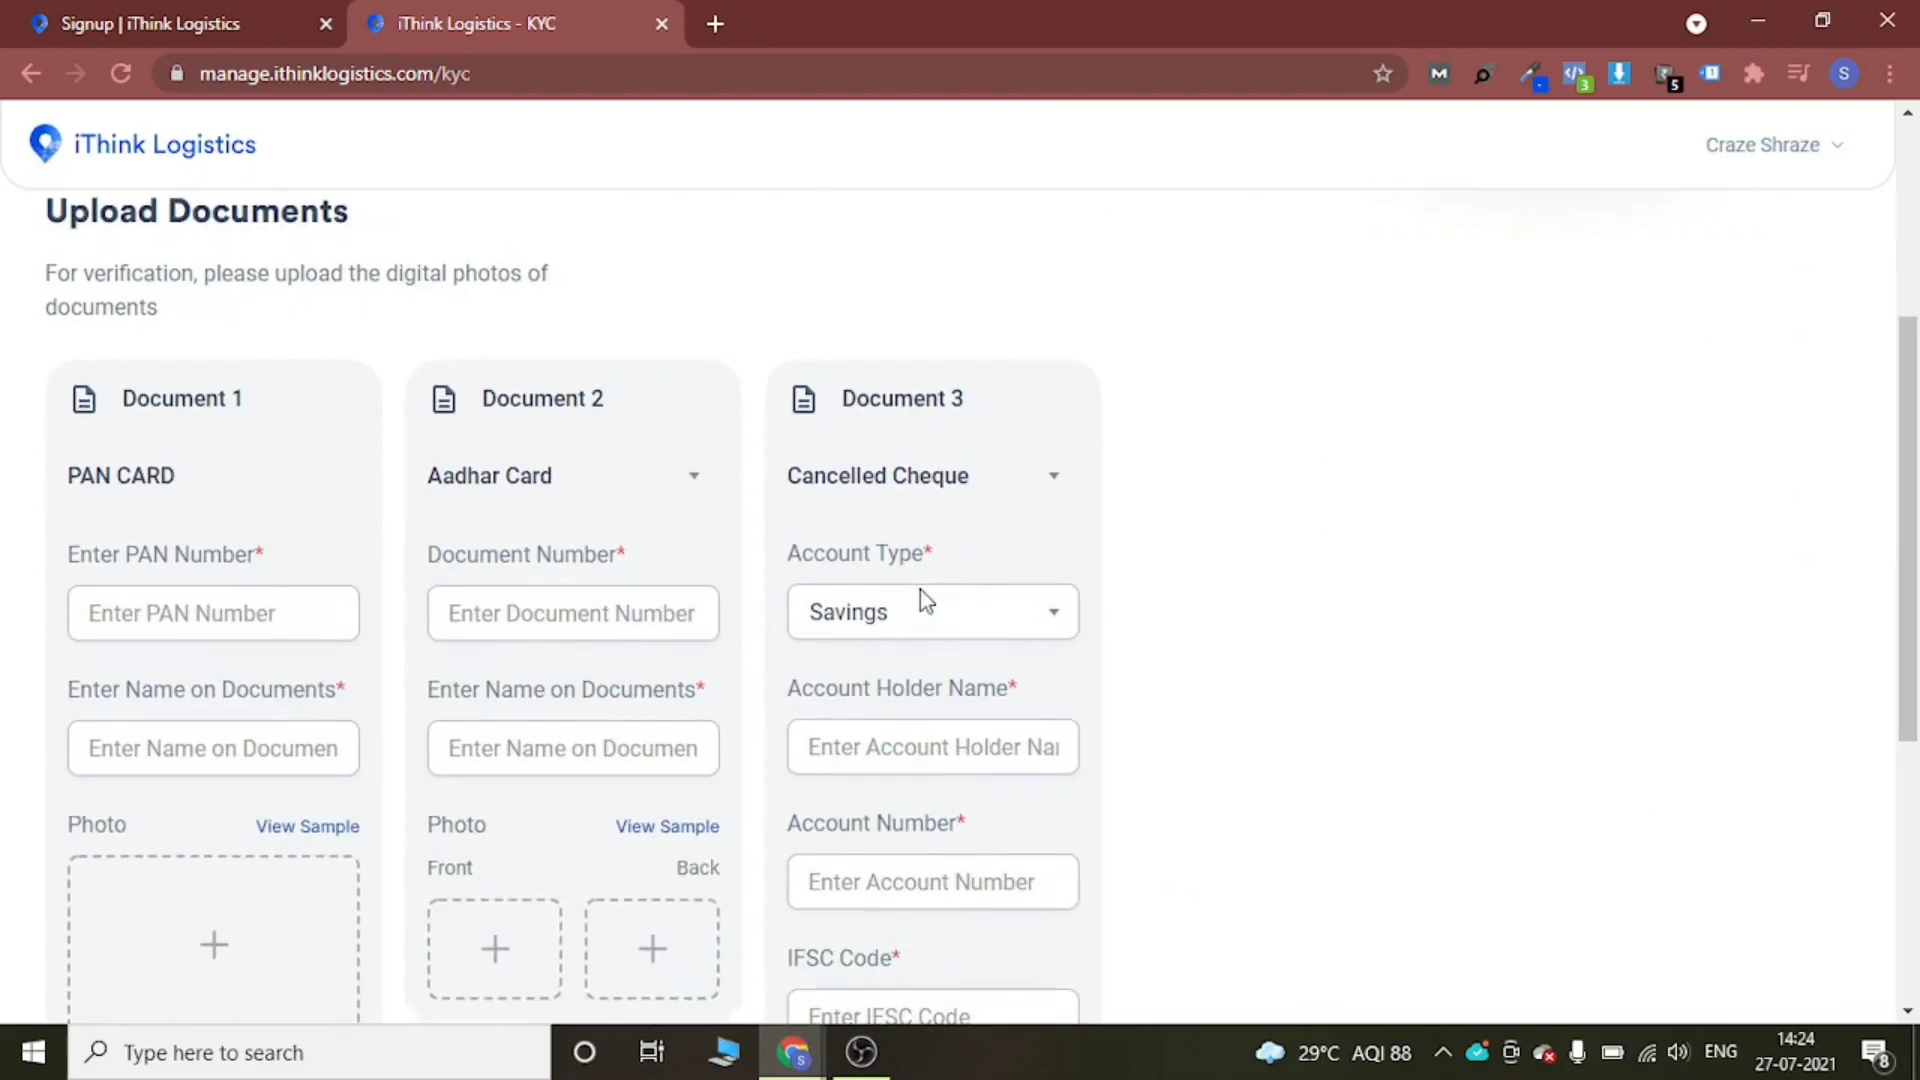 Signup | iThink Logistics
iThink Logistics - KYC
manage.ithinklogistics.com/kyc
M
3
5
S
iThink Logistics
Craze Shraze
Upload Documents
For verification, please upload the digital photos of
documents
Document 1
Document 2
Document 3
PAN CARD
Aadhar Card
Cancelled Cheque
Enter PAN Number*
Document Number*
Account Type*
Enter PAN Number
Enter Document Number
Savings
Enter Name on Documents*
Enter Name on Documents*
Account Holder Name*
Enter Name on Documen
Enter Name on Documen
Enter Account Holder Nar
Photo
View Sample
Photo
View Sample
Account Number*
Front
Back
Enter Account Number
IFSC Code*
Enter IFSC Code
Type here to search
S
29°C AQI 88
ENG
14:24
27-07-2021
8